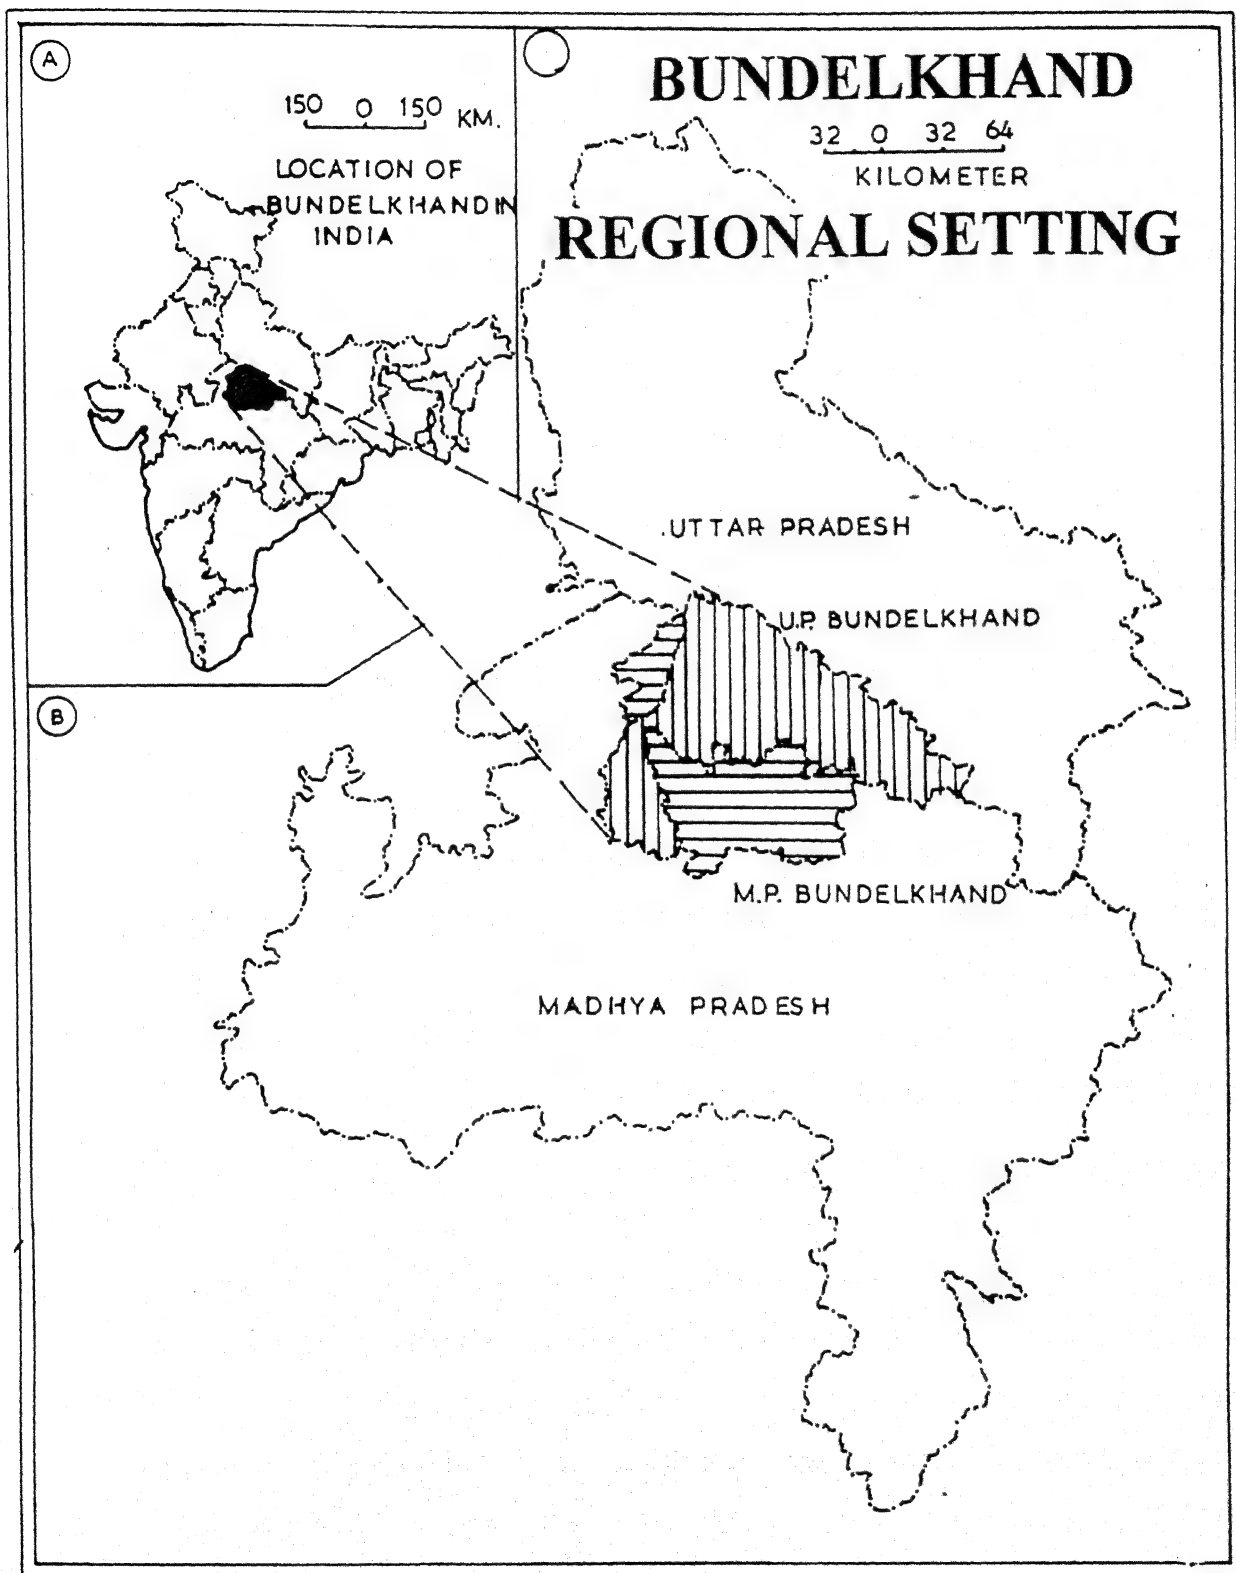 A
150 0 150 KM.
LOCATION OF
BUNDELKHAND IN
INDIA
BUNDELKHAND
32 0 32 64
KILOMETER
REGIONAL SETTING
UTTAR PRADESH
U.P. BUNDELKHAND
B
M.P. BUNDELKHAND
MADHYA PRADESH